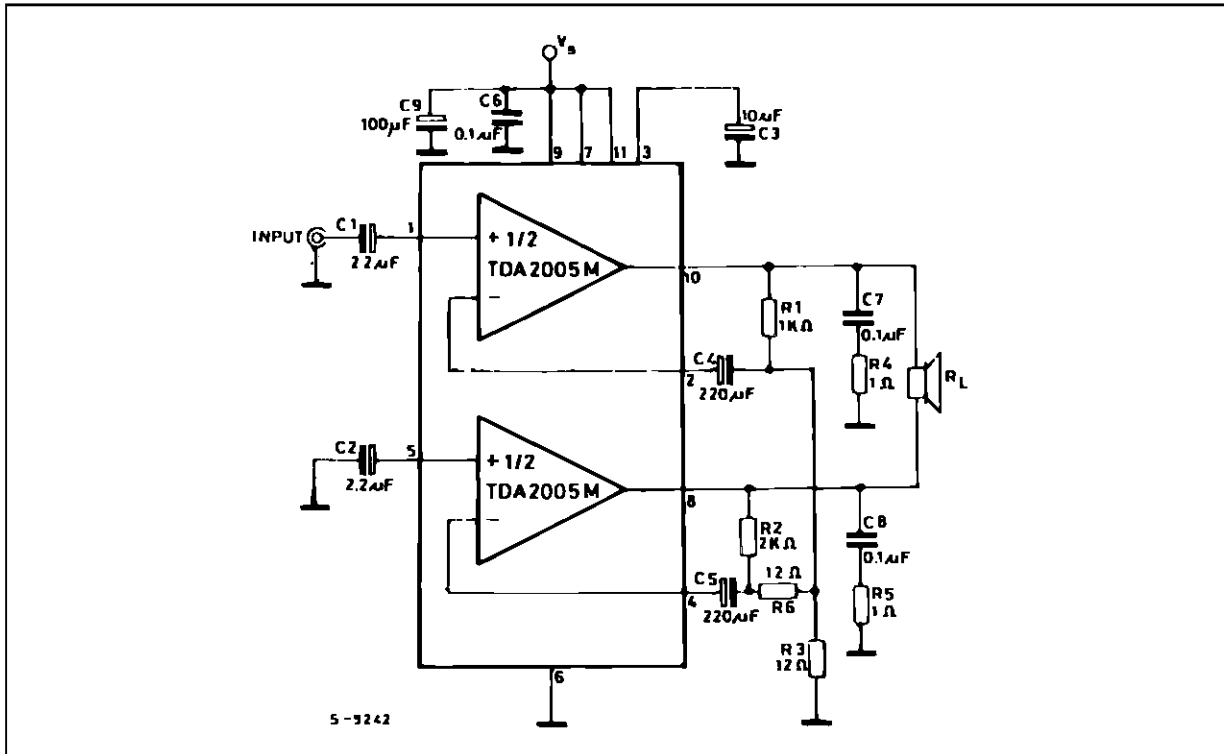 Vs
C9
100µF
C6
0.1µF
10µF
C3
9
7
11
3
INPUT
C1
2.2µF
1
+ 1/2
TDA2005M
−
10
R1
1KΩ
C7
0.1µF
R4
1Ω
RL
C4
220µF
2
C2
2.2µF
5
+ 1/2
TDA2005M
−
8
R2
2KΩ
C8
0.1µF
C5
220µF
4
12Ω
R6
R5
1Ω
R3
12Ω
6
S-9242